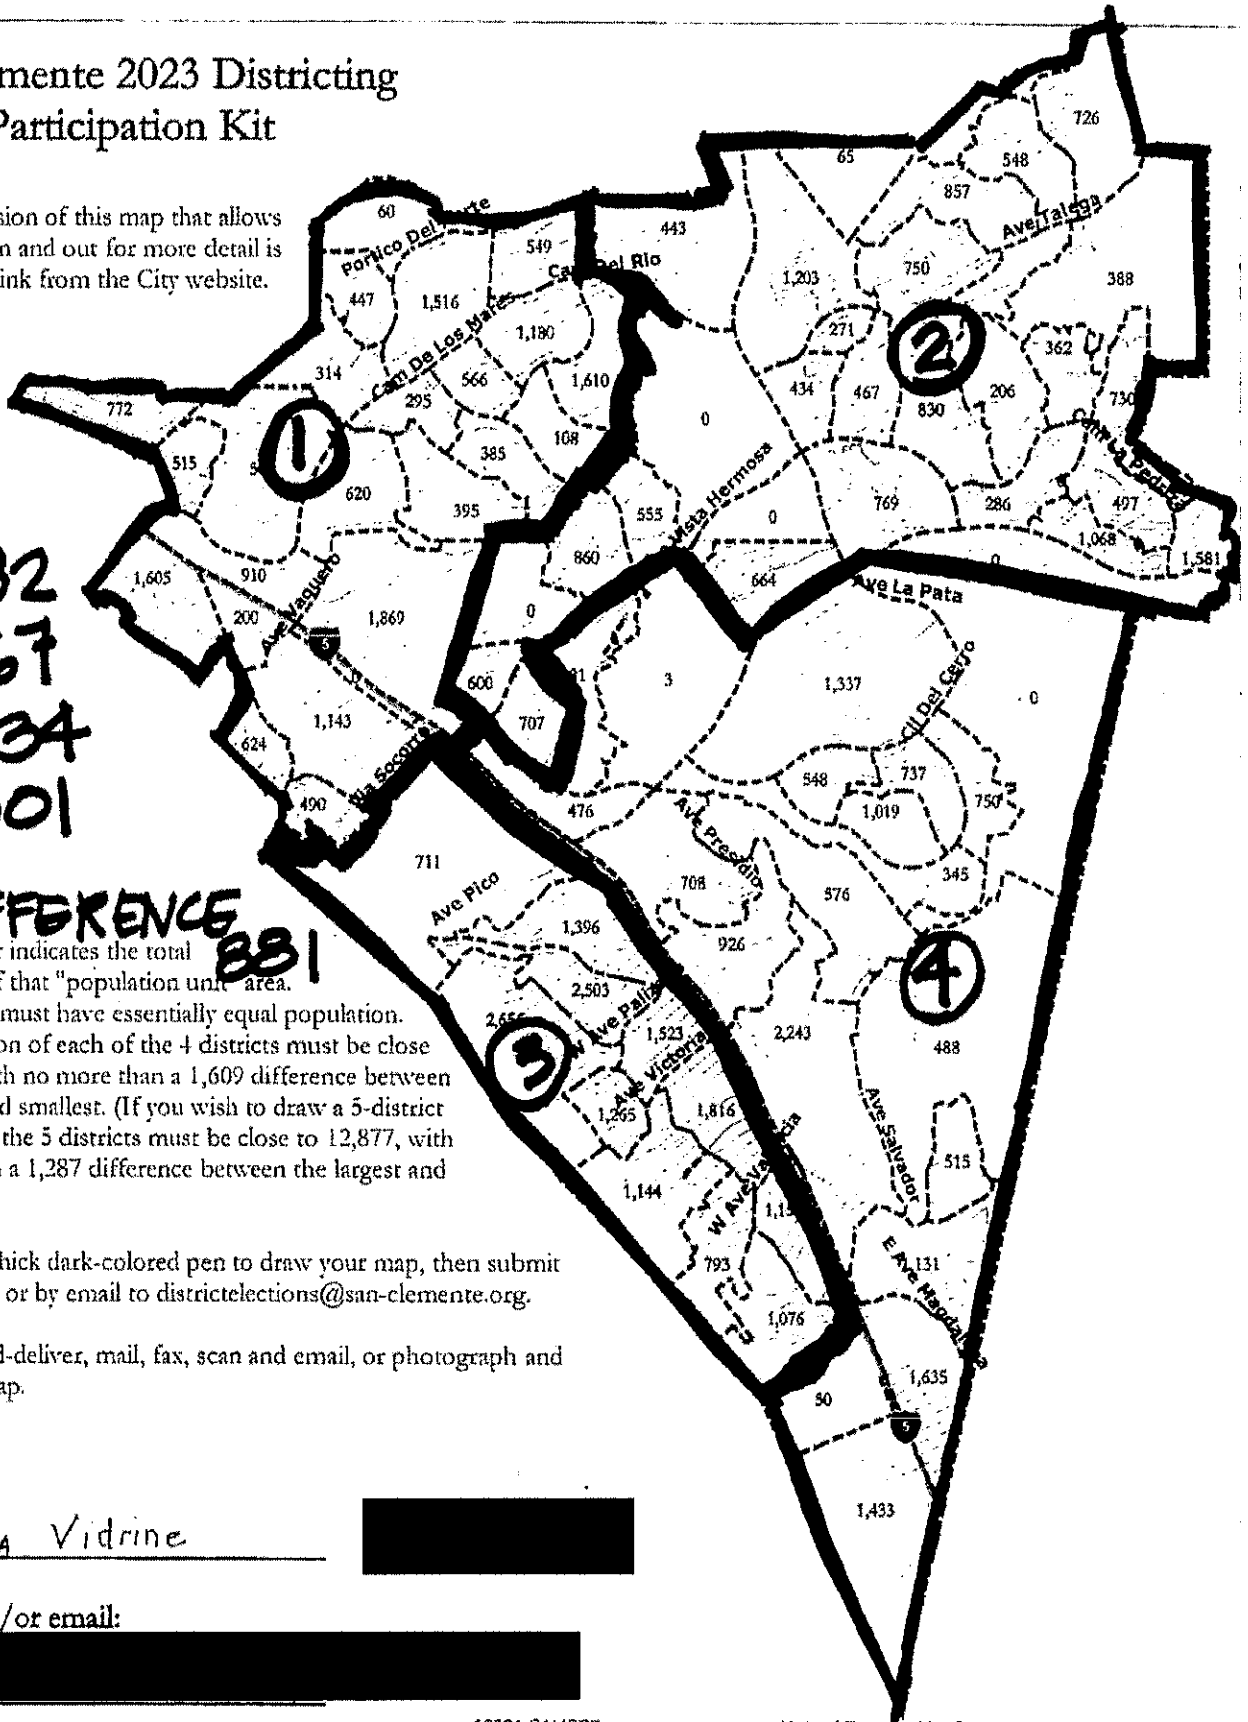 mente 2023 Districting
Participation Kit
sion of this map that allows
n and out for more detail is
link from the City website.
726
65
548
857
60
Portico Del Norte
443
549
Ave Talega
Cam Del Rio
1,203
750
388
447
1,516
Cam De Los Mares
1,180
271
2
362
314
566
1,610
295
434
467
830
206
730
772
1
0
108
385
Cam La Pedriza
515
620
395
555
Vista Hermosa
769
286
497
0
32
860
1,068
0
1,581
1,605
910
664
Ave Vaquero
Ave La Pata
200
1,869
0
5
67
600
3
1,337
Cll Del Cerro
0
707
1,143
34
624
Via Socorro
548
737
750
490
476
1,019
001
Ave Presidio
711
345
708
576
Ave Pico
FFERENCE
881
1,396
926
4
r indicates the total
f that "population unit" area.
must have essentially equal population.
on of each of the 4 districts must be close
th no more than a 1,609 difference between
d smallest. (If you wish to draw a 5-district
the 5 districts must be close to 12,877, with
a 1,287 difference between the largest and
2,503
W Ave
1,523
2,243
488
3
Ave Victoria
1,265
1,816
Ave Salvador
515
1,144
W Ave
hick dark-colored pen to draw your map, then submit
or by email to districtelections@san-clemente.org.
793
E Ave
131
1,076
d-deliver, mail, fax, scan and email, or photograph and
ap.
1,635
50
5
1,433
Vidrine
/or email: